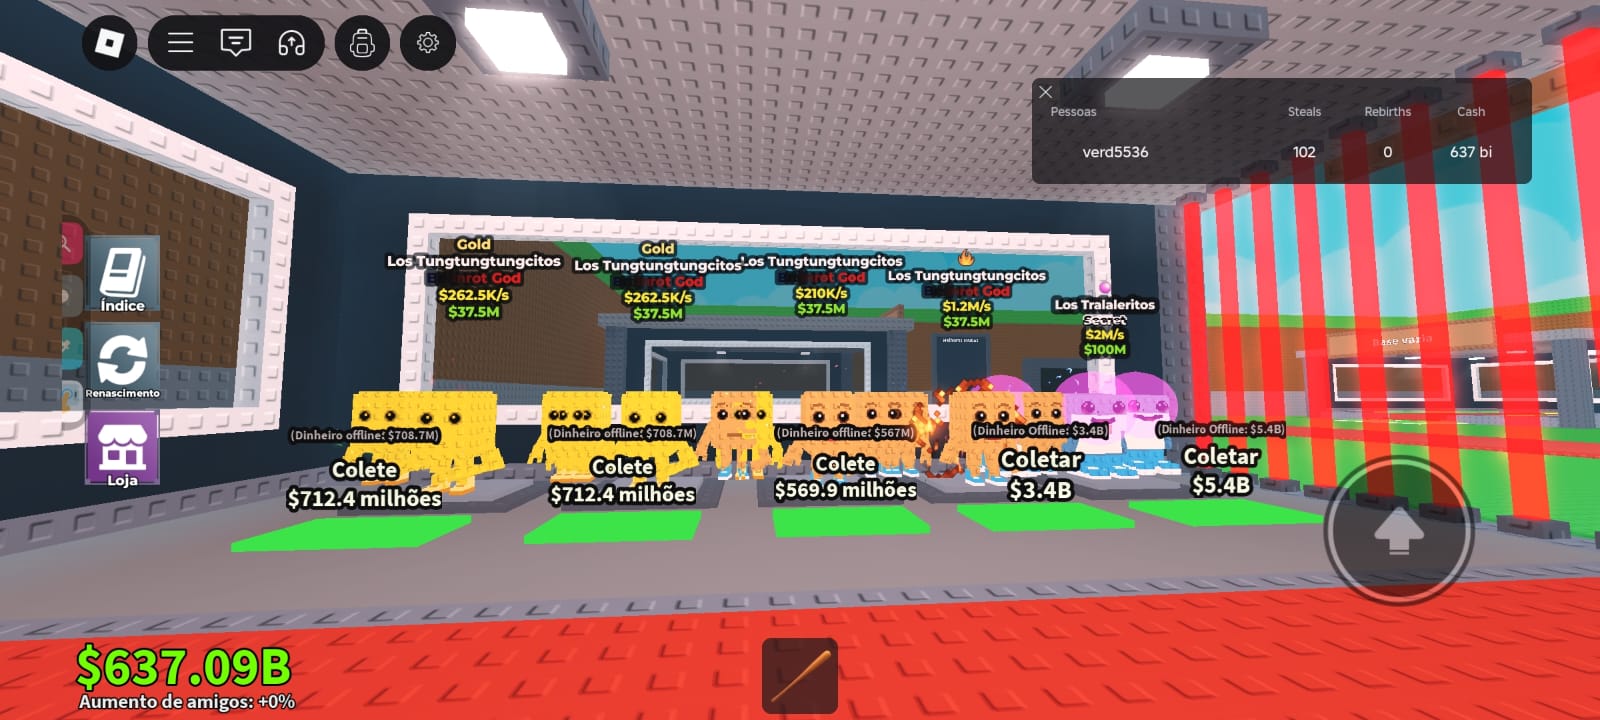 Pessoas Steals Rebirths Cash
verd5536 102 0 637 bi
Índice
Renascimento
Loja
Gold
Los Tungtungtungcitos
rot God
$262.5K/s
$37.5M
Gold
Los Tungtungtungcitos
rot God
$262.5K/s
$37.5M
Los Tungtungtungcitos
rot God
$210K/s
$37.5M
Los Tungtungtungcitos
rot God
$1.2M/s
$37.5M
Los Tralaleritos
Secret
$2M/s
$100M
(Dinheiro offline: $708.7M)
Colete
$712.4 milhões
(Dinheiro offline: $708.7M)
Colete
$712.4 milhões
(Dinheiro offline: $567M)
Colete
$569.9 milhões
(Dinheiro Offline: $3.4B)
Coletar
$3.4B
(Dinheiro Offline: $5.4B)
Coletar
$5.4B
Base vazia
$637.09B
Aumento de amigos: +0%